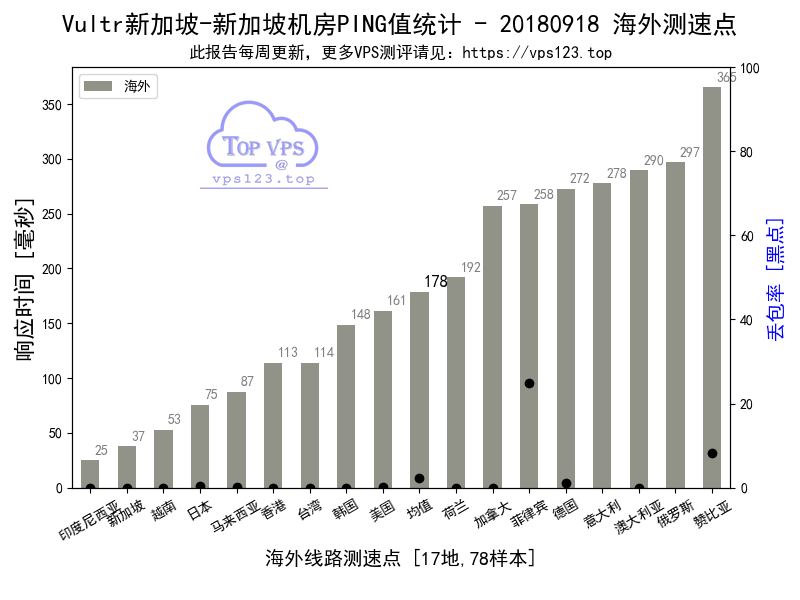 Vultr新加坡-新加坡机房PING值统计 - 20180918 海外测速点
此报告每周更新，更多VPS测评请见：https://vps123.top
海外
TOP VPS
@
vps123.top
响应时间 [毫秒]
350
300
250
200
150
100
50
0
25
37
53
75
87
113
114
148
161
178
192
257
258
272
278
290
297
365
100
80
60
40
20
0
丢包率 [黑点]
印度尼西亚
新加坡
越南
日本
马来西亚
香港
台湾
韩国
美国
均值
荷兰
加拿大
菲律宾
德国
意大利
澳大利亚
俄罗斯
赞比亚
海外线路测速点 [17地,78样本]